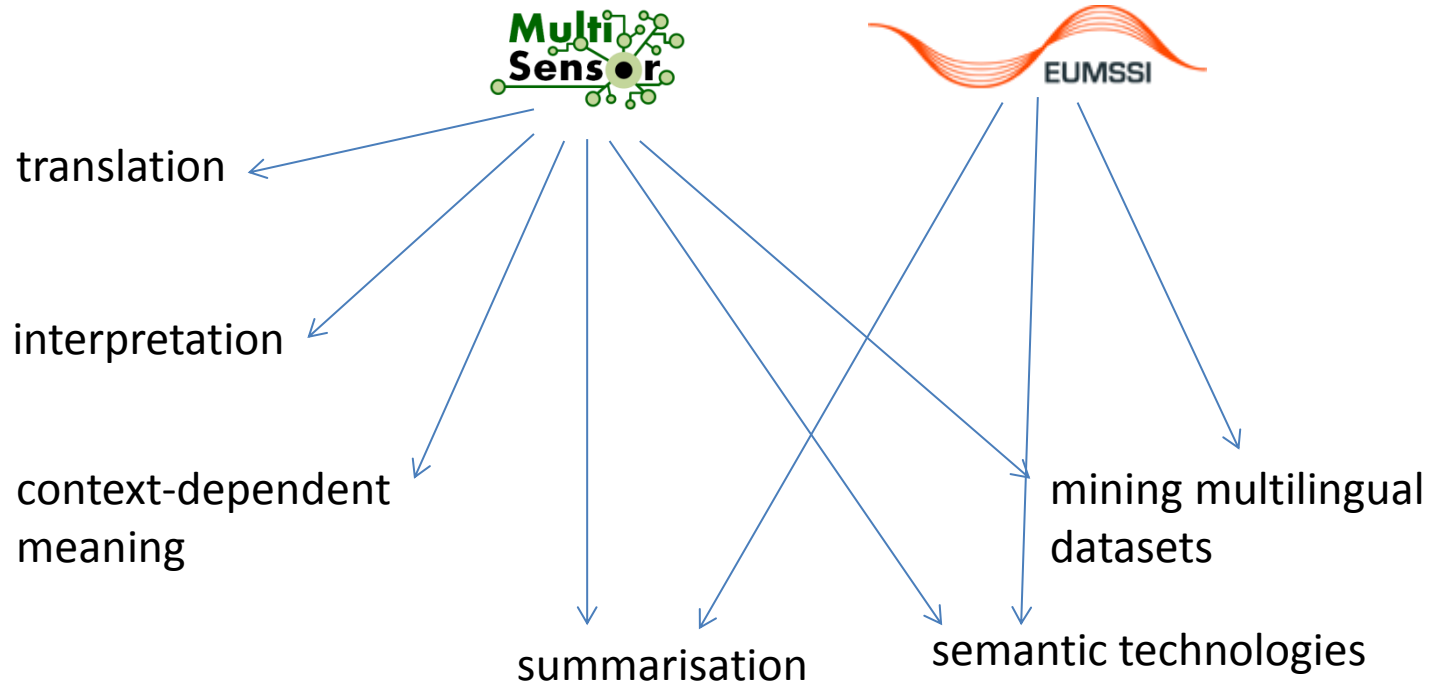 Multi
Sensor
EUMSSI
translation
interpretation
context-dependent
meaning
mining multilingual
datasets
summarisation
semantic technologies